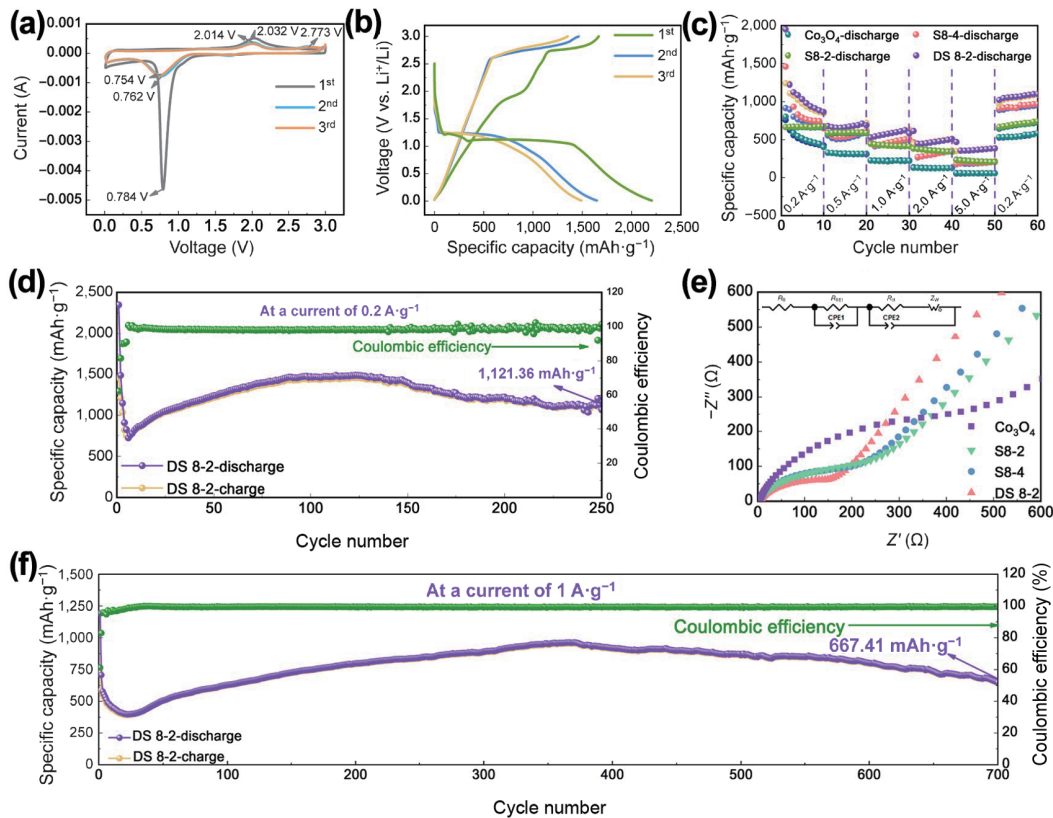 (a)
Current (A)
0.001
0.000
−0.001
−0.002
−0.003
−0.004
−0.005
0.0 0.6 1.2 1.8 2.4 3.0
Voltage (V)
2.014 V
2.032 V
2.773 V
0.754 V
0.762 V
0.784 V
1st
2nd
3rd
(b)
Voltage (V vs. Li+/Li)
3.0
2.5
2.0
1.5
1.0
0.5
0.0
0 500 1,000 1,500 2,000 2,500
Specific capacity (mAh·g−1)
1st
2nd
3rd
(c)
Specific capacity (mAh·g−1)
2,000
1,500
1,000
500
0
−500
0 10 20 30 40 50 60
Cycle number
Co3O4-discharge
S8-4-discharge
S8-2-discharge
DS 8-2-discharge
0.2 A·g−1
0.5 A·g−1
1.0 A·g−1
2.0 A·g−1
5.0 A·g−1
0.2 A·g−1
(d)
Specific capacity (mAh·g−1)
2,500
2,000
1,500
1,000
500
0
0 50 100 150 200 250
Cycle number
At a current of 0.2 A·g−1
Coulombic efficiency
1,121.36 mAh·g−1
DS 8-2-discharge
DS 8-2-charge
120
100
80
60
40
20
0
Coulombic efficiency
(e)
−Z″ (Ω)
600
500
400
300
200
100
0
0 100 200 300 400 500 600
Z′ (Ω)
CPE1
CPE2
Co3O4
S8-2
S8-4
DS 8-2
(f)
Specific capacity (mAh·g−1)
1,500
1,250
1,000
750
500
250
0
0 100 200 300 400 500 600 700
Cycle number
At a current of 1 A·g−1
Coulombic efficiency
667.41 mAh·g−1
DS 8-2-discharge
DS 8-2-charge
120
100
80
60
40
20
0
Coulombic efficiency (%)